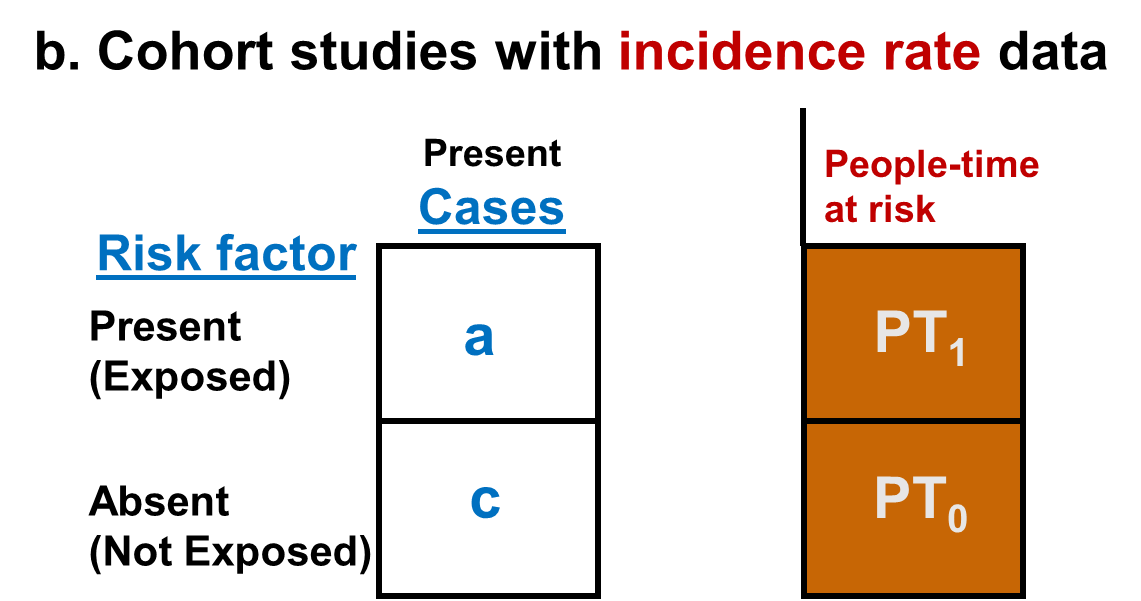 b. Cohort studies with incidence rate data
Present
Cases
People-time
at risk
Risk factor
Present
(Exposed)
a
PT₁
Absent
(Not Exposed)
c
PT₀